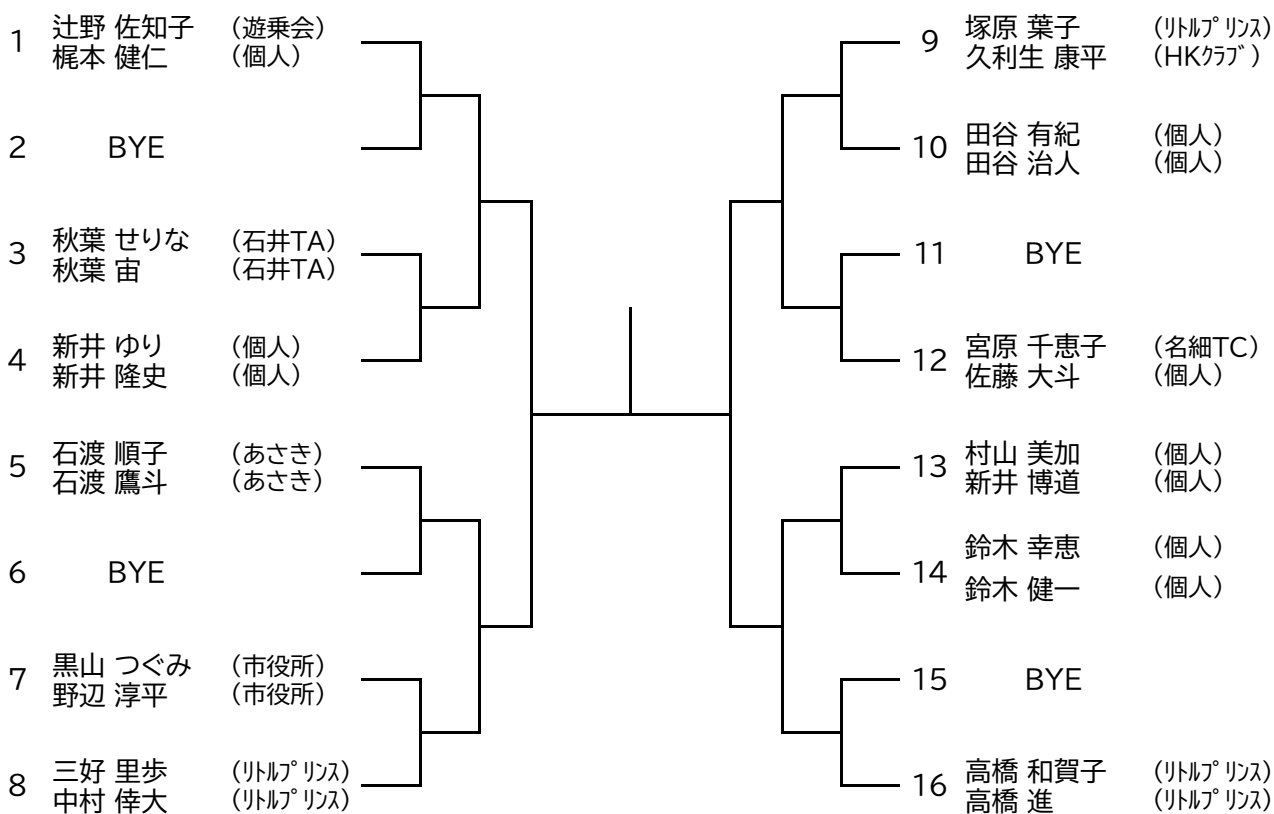 1 辻野 佐知子 (遊乗会)
梶本 健仁 (個人)
2 BYE
3 秋葉 せりな (石井TA)
秋葉 宙 (石井TA)
4 新井 ゆり (個人)
新井 隆史 (個人)
5 石渡 順子 (あさき)
石渡 鷹斗 (あさき)
6 BYE
7 黒山 つぐみ (市役所)
野辺 淳平 (市役所)
8 三好 里歩 (ﾘﾄﾙﾌﾟﾘﾝｽ)
中村 倖大 (ﾘﾄﾙﾌﾟﾘﾝｽ)
9 塚原 葉子 (ﾘﾄﾙﾌﾟﾘﾝｽ)
久利生 康平 (HKｸﾗﾌﾞ)
10 田谷 有紀 (個人)
田谷 治人 (個人)
11 BYE
12 宮原 千恵子 (名細TC)
佐藤 大斗 (個人)
13 村山 美加 (個人)
新井 博道 (個人)
14 鈴木 幸恵 (個人)
鈴木 健一 (個人)
15 BYE
16 高橋 和賀子 (ﾘﾄﾙﾌﾟﾘﾝｽ)
高橋 進 (ﾘﾄﾙﾌﾟﾘﾝｽ)